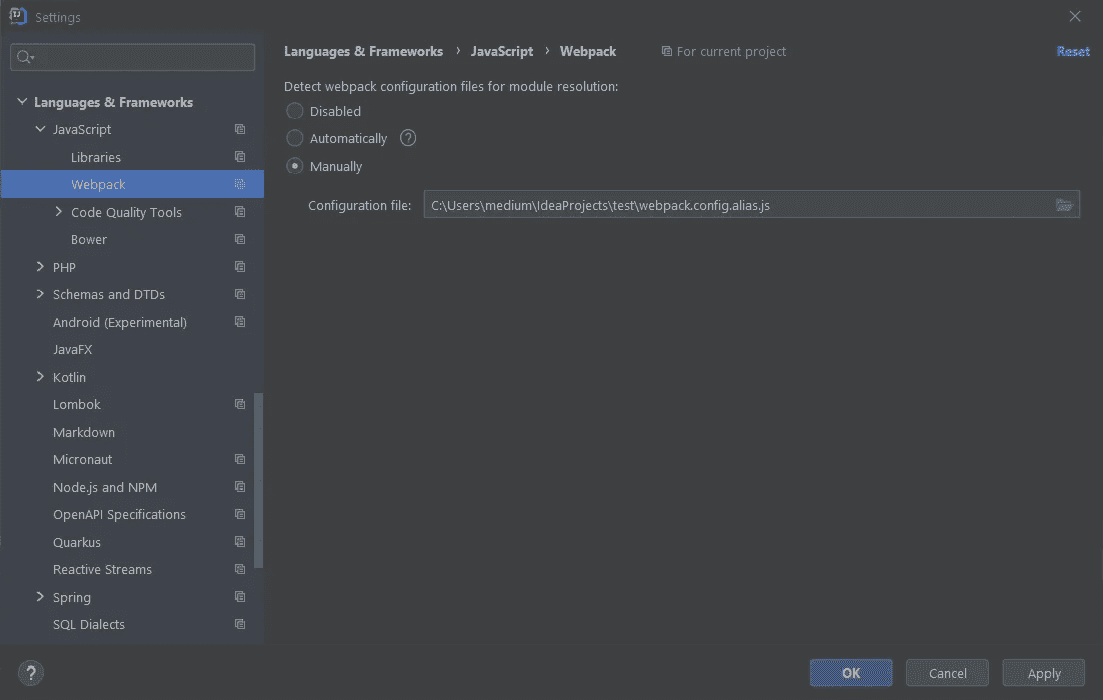 Settings
Languages & Frameworks
JavaScript
Libraries
Webpack
Code Quality Tools
Bower
PHP
Schemas and DTDs
Android (Experimental)
JavaFX
Kotlin
Lombok
Markdown
Micronaut
Node.js and NPM
OpenAPI Specifications
Quarkus
Reactive Streams
Spring
SQL Dialects
Languages & Frameworks › JavaScript › Webpack For current project Reset
Detect webpack configuration files for module resolution:
Disabled
Automatically ?
Manually
Configuration file: C:\Users\medium\IdeaProjects\test\webpack.config.alias.js
? OK Cancel Apply